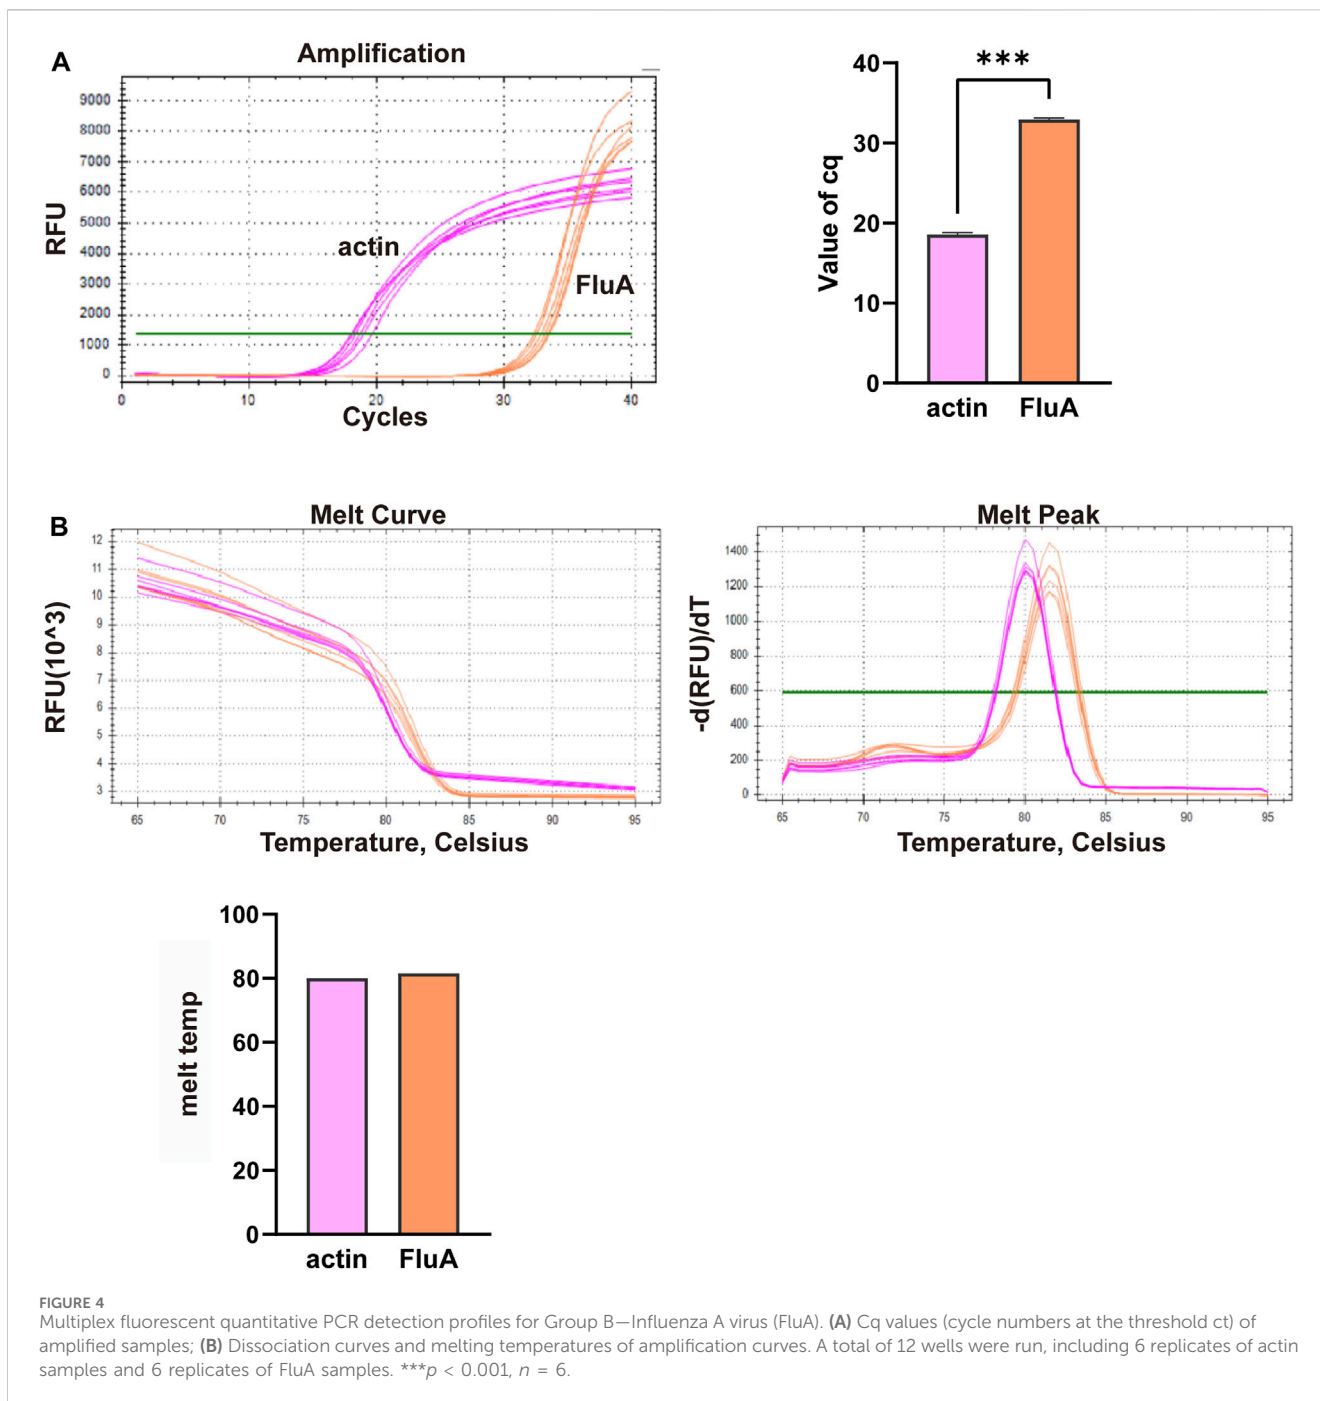 A
Amplification
9000
8000
7000
6000
5000
4000
3000
2000
1000
0
RFU
actin
FluA
0
10
20
30
40
Cycles
***
40
30
20
10
0
Value of cq
actin
FluA
B
Melt Curve
12
11
10
9
8
7
6
5
4
3
RFU(10^3)
65
70
75
80
85
90
95
Temperature, Celsius
Melt Peak
1400
1200
1000
800
600
400
200
0
-d(RFU)/dT
65
70
75
80
85
90
95
Temperature, Celsius
100
80
60
40
20
0
melt temp
actin
FluA
FIGURE 4
Multiplex fluorescent quantitative PCR detection profiles for Group B—Influenza A virus (FluA). (A) Cq values (cycle numbers at the threshold ct) of
amplified samples; (B) Dissociation curves and melting temperatures of amplification curves. A total of 12 wells were run, including 6 replicates of actin
samples and 6 replicates of FluA samples. ***p < 0.001, n = 6.